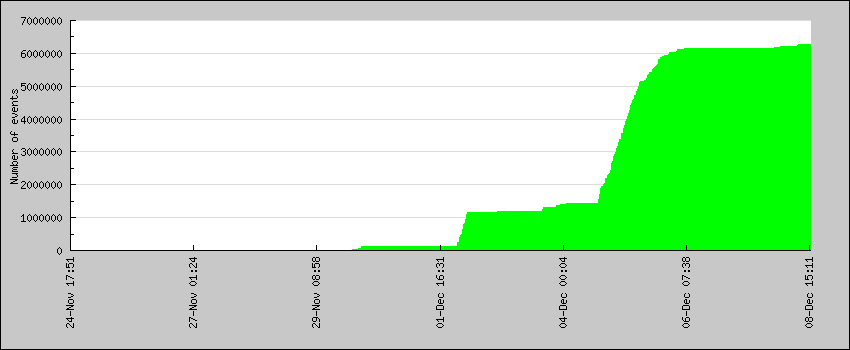 7000000
6000000
5000000
4000000
3000000
2000000
1000000
0
Number of events
24-Nov 17:51
27-Nov 01:24
29-Nov 08:58
01-Dec 16:31
04-Dec 00:04
06-Dec 07:38
08-Dec 15:11